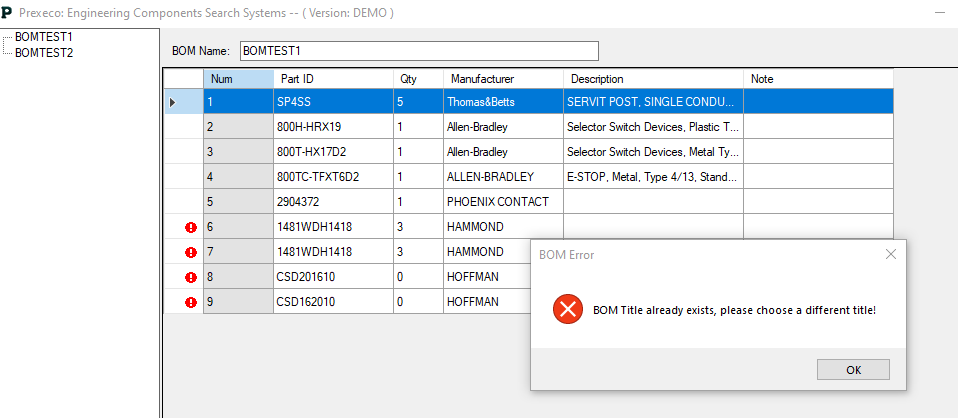 P Prexeco: Engineering Components Search Systems -- ( Version: DEMO )
BOMTEST1
BOMTEST2
BOM Name: BOMTEST1
Num Part ID Qty Manufacturer Description Note
1 SP4SS 5 Thomas&Betts SERVIT POST, SINGLE CONDU...
2 800H-HRX19 1 Allen-Bradley Selector Switch Devices, Plastic T...
3 800T-HX17D2 1 Allen-Bradley Selector Switch Devices, Metal Ty...
4 800TC-TFXT6D2 1 ALLEN-BRADLEY E-STOP, Metal, Type 4/13, Stand...
5 2904372 1 PHOENIX CONTACT
6 1481WDH1418 3 HAMMOND
7 1481WDH1418 3 HAMMOND
8 CSD201610 0 HOFFMAN
9 CSD162010 0 HOFFMAN
BOM Error
BOM Title already exists, please choose a different title!
OK